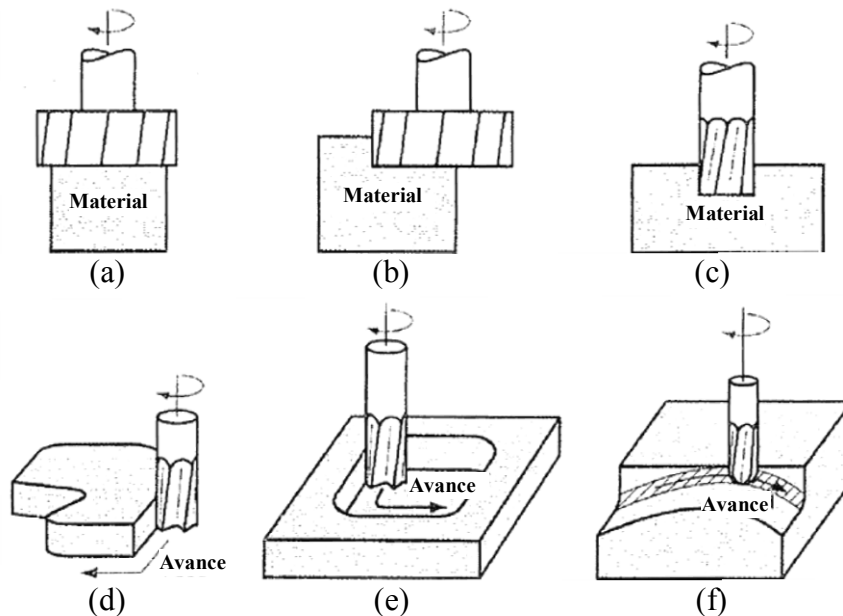 Material
Material
Material
(a)
(b)
(c)
Avance
Avance
Avance
(d)
(e)
(f)